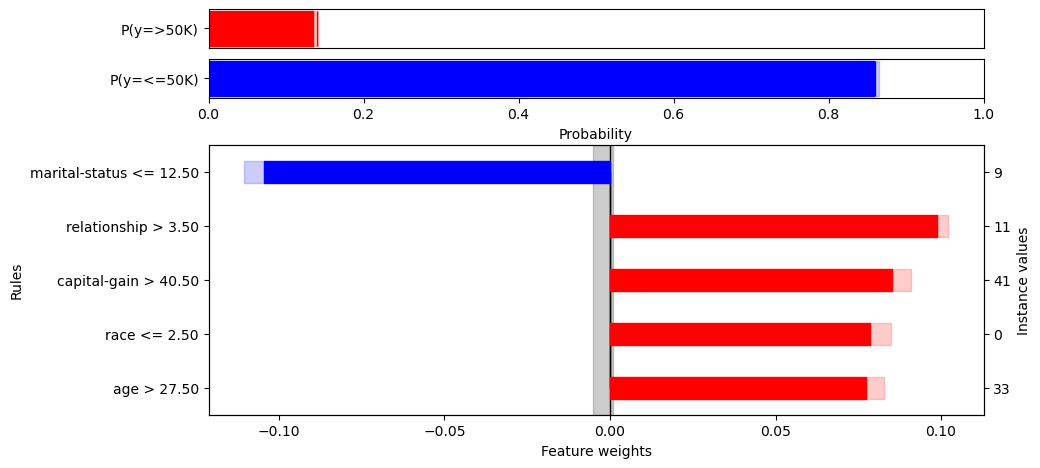 P(y=>50K)
P(y=<=50K)
0.0 0.2 0.4 0.6 0.8 1.0
Probability
marital-status <= 12.50 9
relationship > 3.50 11
capital-gain > 40.50 41
race <= 2.50 0
age > 27.50 33
Rules
Instance values
−0.10 −0.05 0.00 0.05 0.10
Feature weights